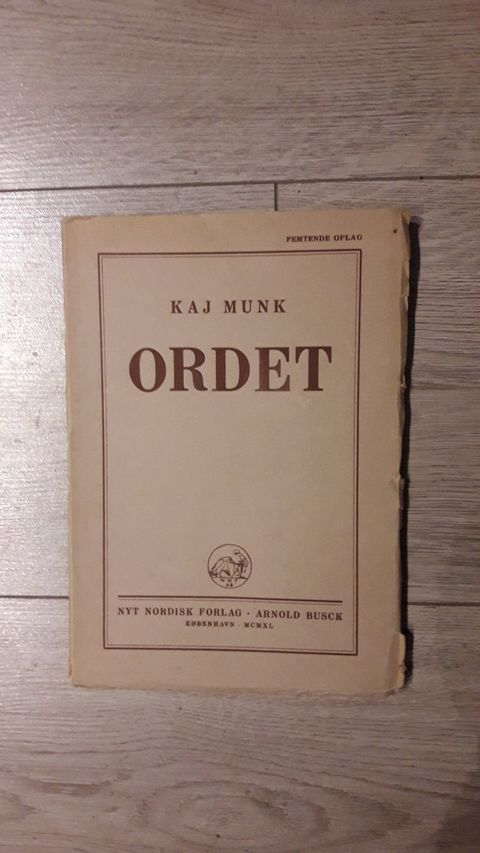 FEMTENDE OPLAG
KAJ MUNK
ORDET
NYT NORDISK FORLAG · ARNOLD BUSCK
KØBENHAVN · MCMXL